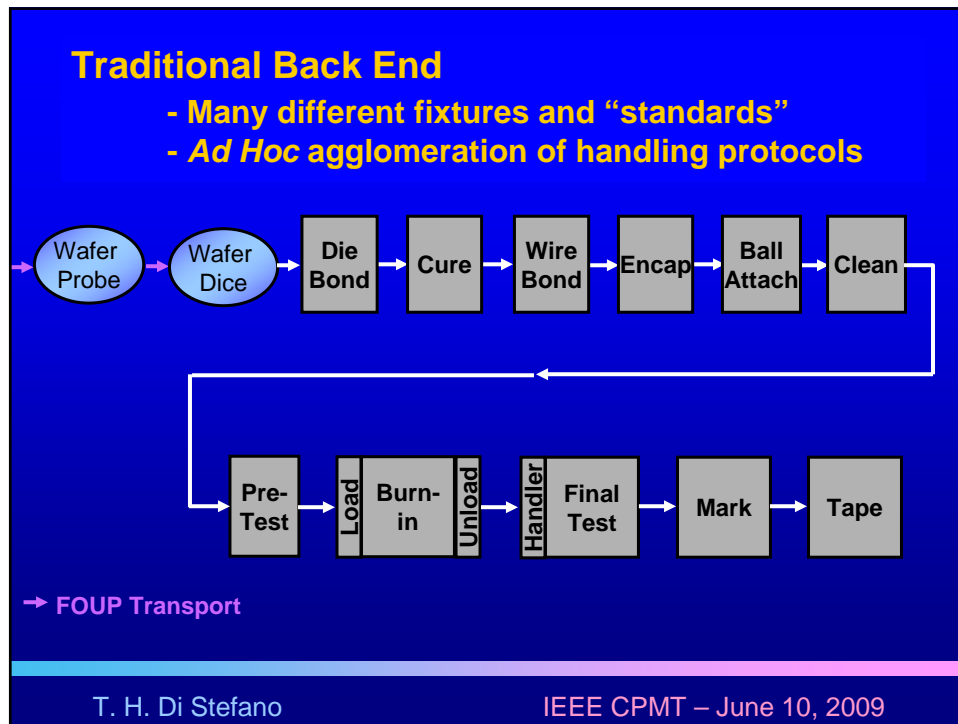 Traditional Back End
- Many different fixtures and “standards”
- Ad Hoc agglomeration of handling protocols
Wafer
Probe
Wafer
Dice
Die
Bond
Cure
Wire
Bond
Encap
Ball
Attach
Clean
Pre-
Test
Load
Burn-
in
Unload
Handler
Final
Test
Mark
Tape
FOUP Transport
T. H. Di Stefano
IEEE CPMT – June 10, 2009